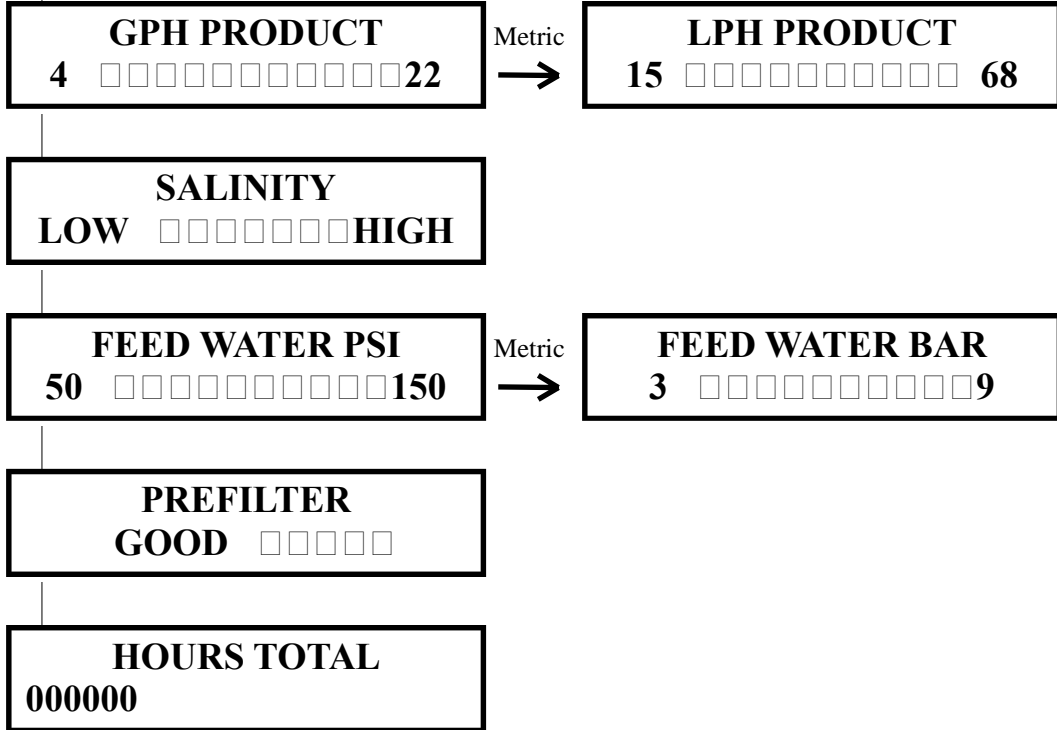 GPH PRODUCT
4 □□□□□□□□□□□22
Metric
LPH PRODUCT
15 □□□□□□□□□□ 68
SALINITY
LOW □□□□□□□HIGH
FEED WATER PSI
50 □□□□□□□□□□150
Metric
FEED WATER BAR
3 □□□□□□□□□□9
PREFILTER
GOOD □□□□□
HOURS TOTAL
000000